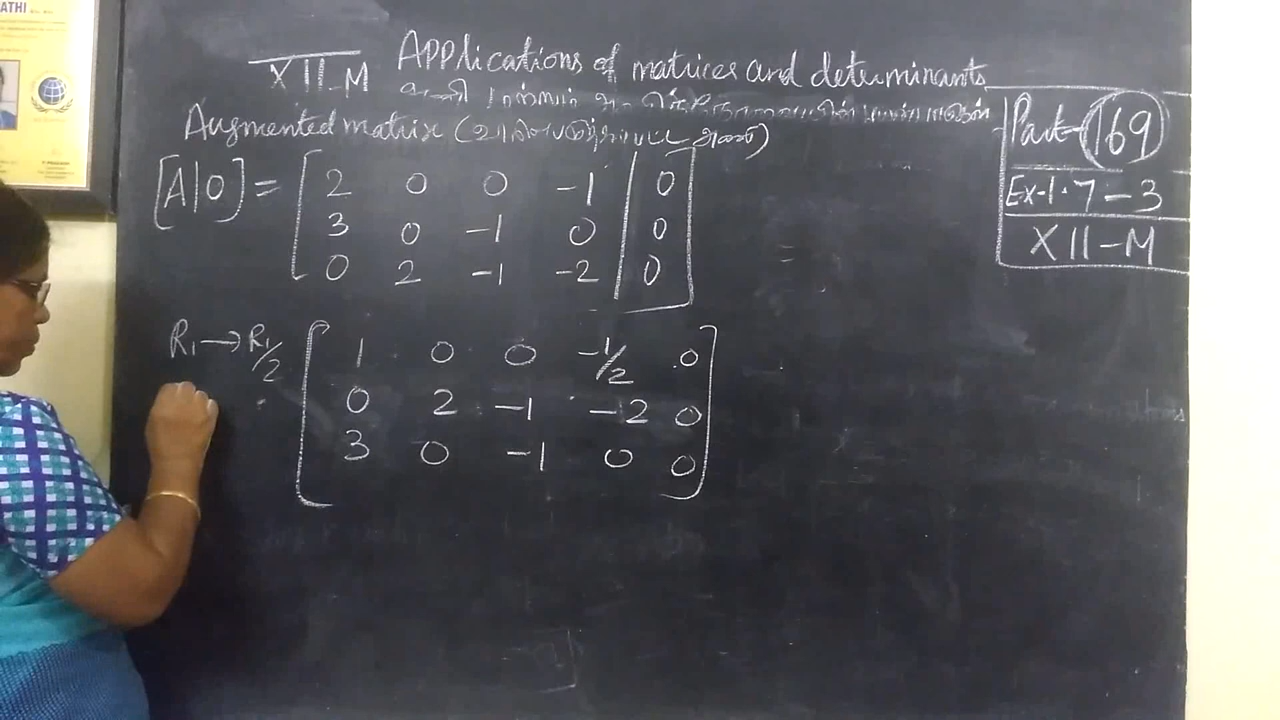 ATHI
XII-M Applications of matrices and determinants
Augmented matrix
[A|0] = [ 2 0 0 -1 | 0 ]
3 0 -1 0 0
0 2 -1 -2 0
R₁→R₁/2 [ 1 0 0 -1/2 0 ]
0 2 -1 -2 0
3 0 -1 0 0
Part-169
Ex-1.7-3
XII-M